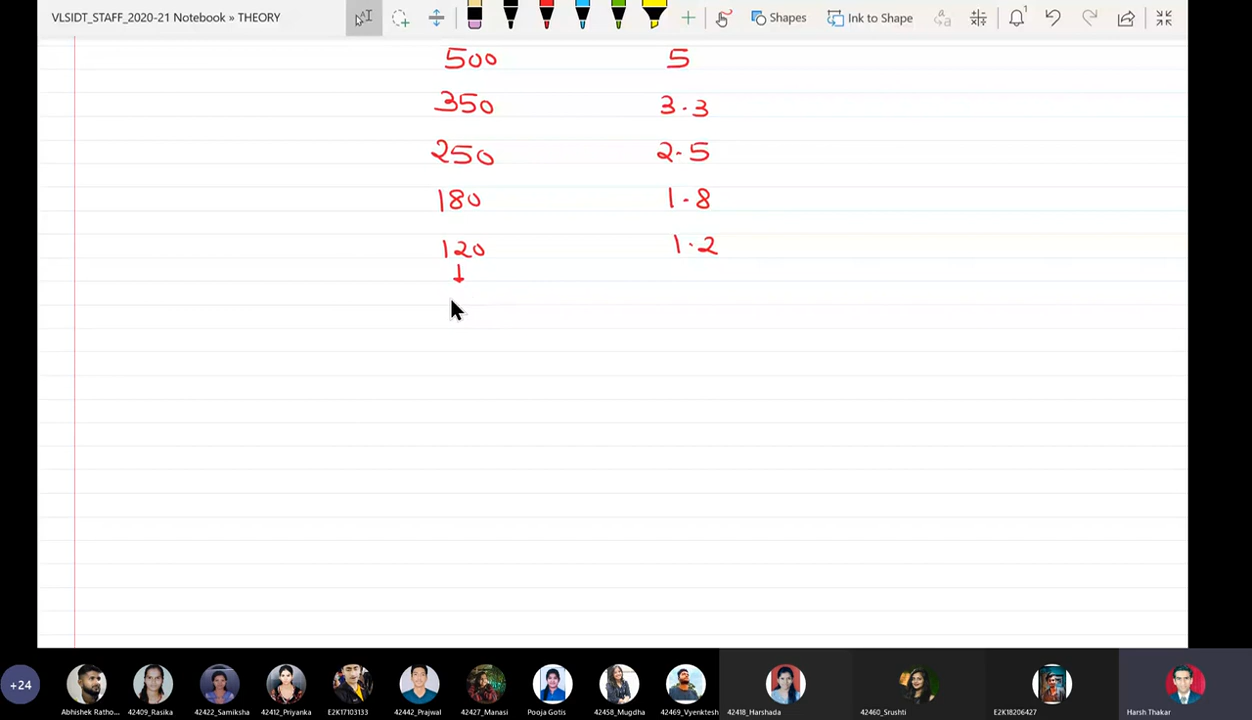 VLSIDT_STAFF_2020-21 Notebook » THEORY
Shapes
Ink to Shape
500 5
350 3.3
250 2.5
180 1.8
120 1.2
↓
+24
Abhishek Ratho...
42409_Rasika
42422_Samiksha
42412_Priyanka
E2K17103133
42442_Prajwal
42427_Manasi
Pooja Gotis
42458_Mugdha
42469_Vyenktesh
42418_Harshada
42460_Srushti
E2K18206427
Harsh Thakar